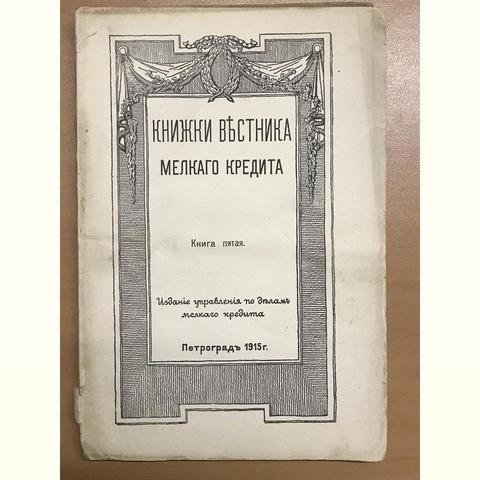 КНИЖКИ ВѢСТНИКА
МЕЛКАГО КРЕДИТА
Книга пятая.
Изданіе управленія по дѣламъ
мелкаго кредита
Петроградъ 1915г.